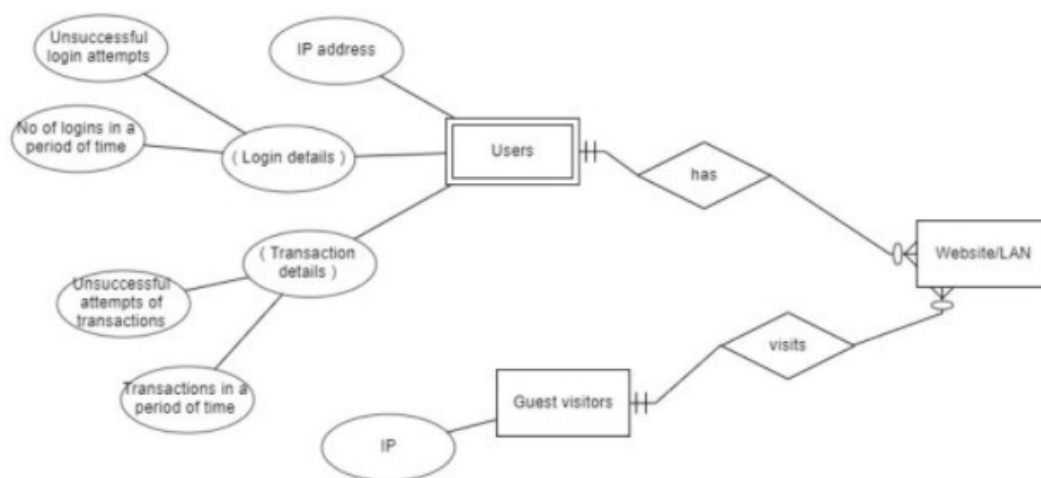 Unsuccessful
login attempts
IP address
No of logins in a
period of time
( Login details )
Users
has
( Transaction
details )
Website/LAN
Unsuccessful
attempts of
transactions
visits
Transactions in a
period of time
Guest visitors
IP